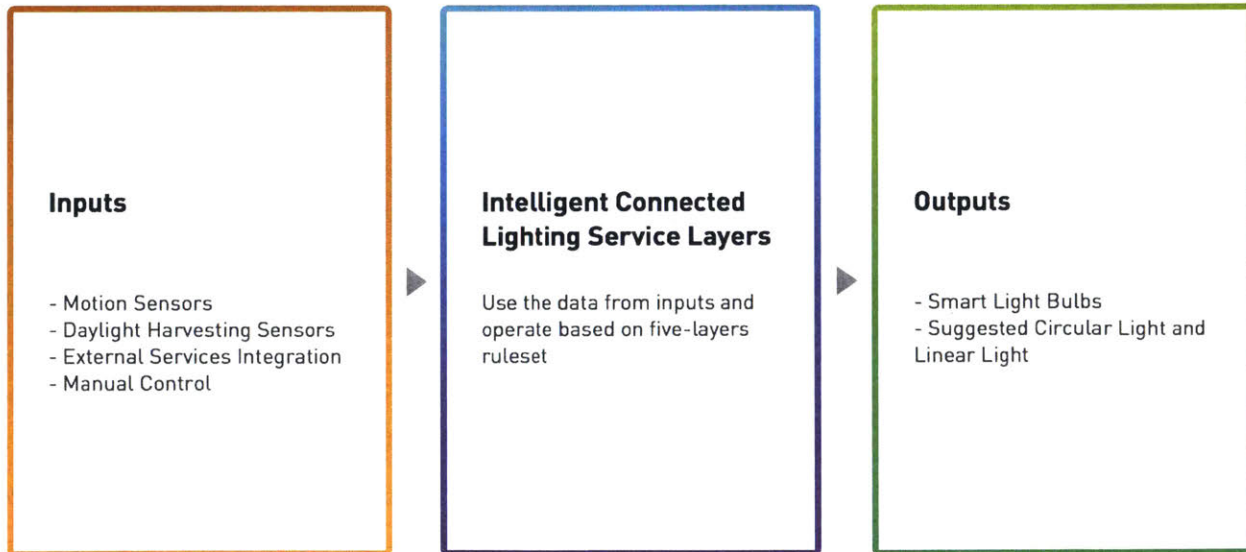 Inputs
- Motion Sensors
- Daylight Harvesting Sensors
- External Services Integration
- Manual Control
Intelligent Connected
Lighting Service Layers
Use the data from inputs and
operate based on five-layers
ruleset
Outputs
- Smart Light Bulbs
- Suggested Circular Light and
Linear Light